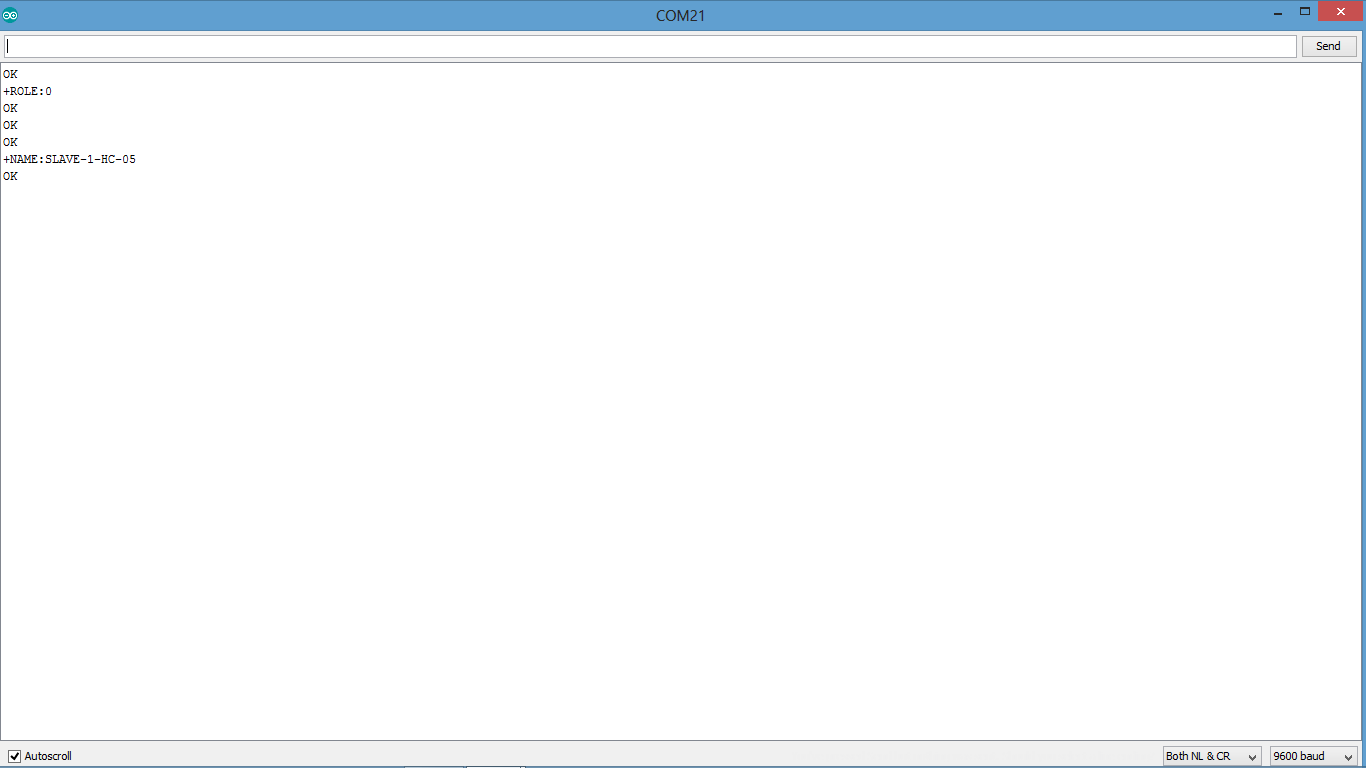 COM21
Send
OK
+ROLE:0
OK
OK
OK
+NAME:SLAVE-1-HC-05
OK
Autoscroll
Both NL & CR
9600 baud